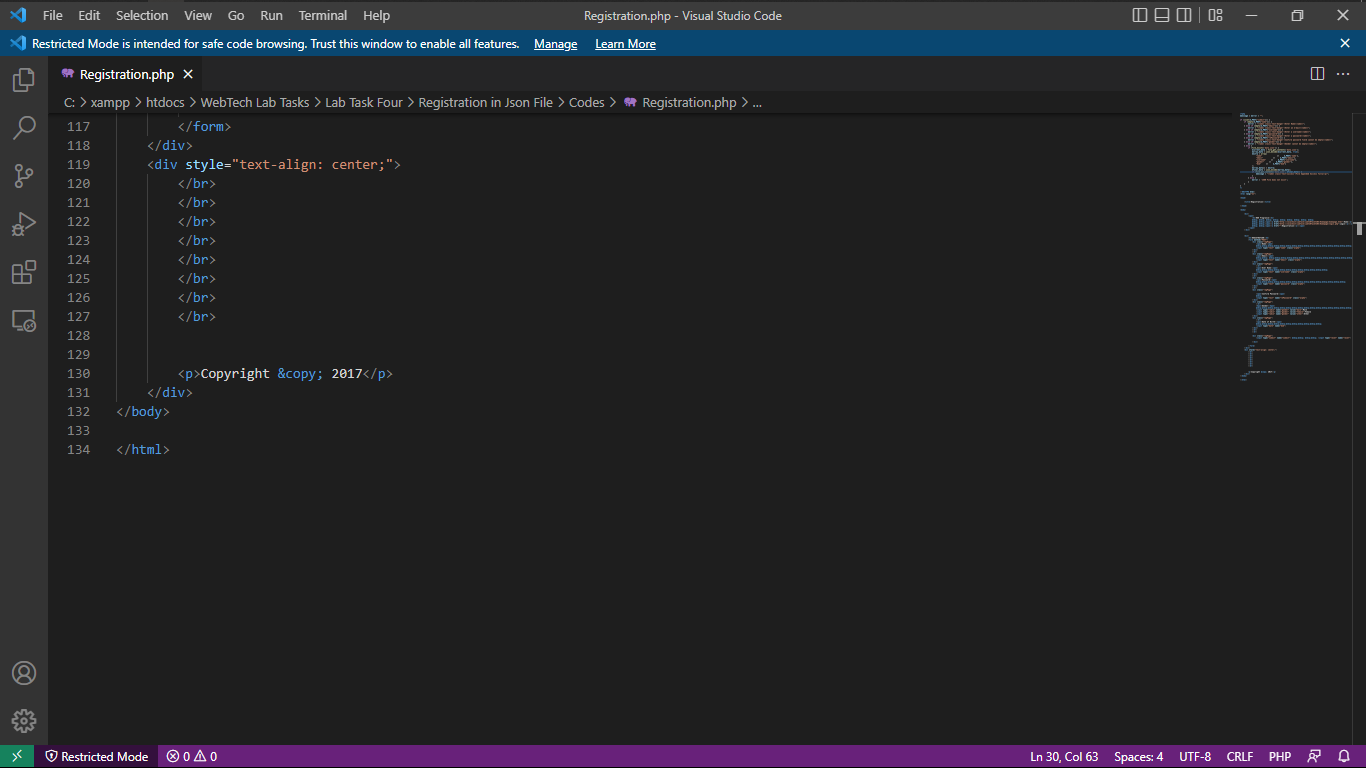 File Edit Selection View Go Run Terminal Help Registration.php - Visual Studio Code
Restricted Mode is intended for safe code browsing. Trust this window to enable all features. Manage Learn More
Registration.php
C: > xampp > htdocs > WebTech Lab Tasks > Lab Task Four > Registration in Json File > Codes > Registration.php > ...
117 </form>
118 </div>
119 <div style="text-align: center;">
120 </br>
121 </br>
122 </br>
123 </br>
124 </br>
125 </br>
126 </br>
127 </br>
128
129
130 <p>Copyright &copy; 2017</p>
131 </div>
132 </body>
133
134 </html>
Restricted Mode 0 0 Ln 30, Col 63 Spaces: 4 UTF-8 CRLF PHP